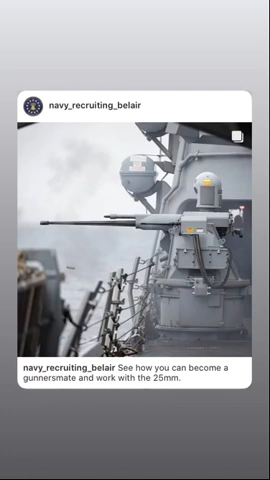 navy_recruiting_belair
navy_recruiting_belair See how you can become a
gunnersmate and work with the 25mm.